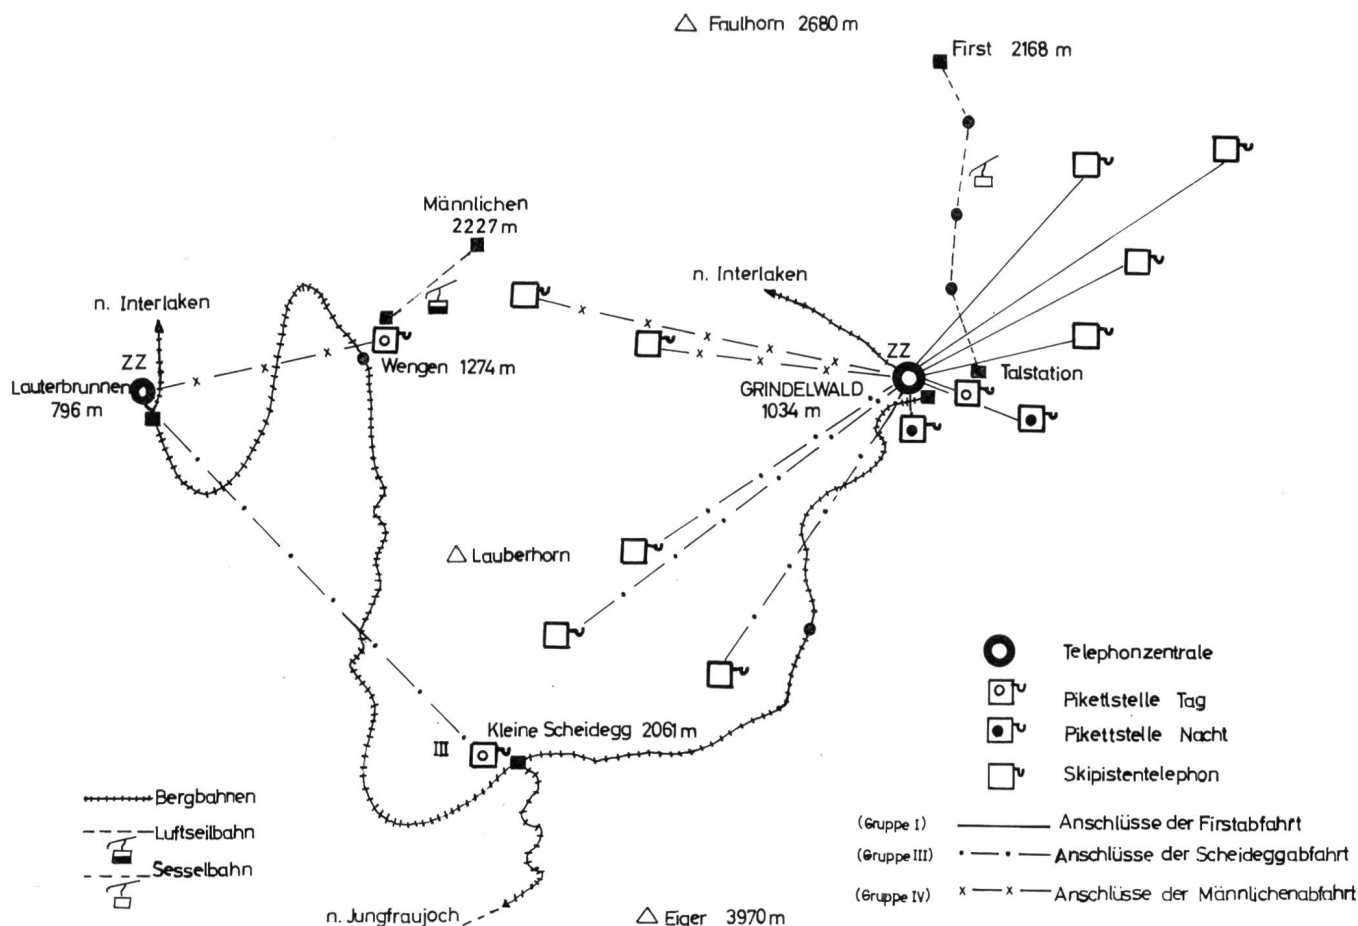 Faulhorn 2680 m
First 2168 m
Männlichen
2227 m
n. Interlaken
n. Interlaken
ZZ
Lauterbrunnen
796 m
Wengen 1274 m
ZZ
GRINDELWALD
1034 m
Talstation
Lauberhorn
Kleine Scheidegg 2061 m
III
n. Jungfraujoch
Eiger 3970 m
Bergbahnen
Luftseilbahn
Sesselbahn
Telephonzentrale
Pikettstelle Tag
Pikettstelle Nacht
Skipistentelephon
(Gruppe I) Anschlüsse der Firstabfahrt
(Gruppe III) Anschlüsse der Scheideggabfahrt
(Gruppe IV) Anschlüsse der Männlichenabfahrt